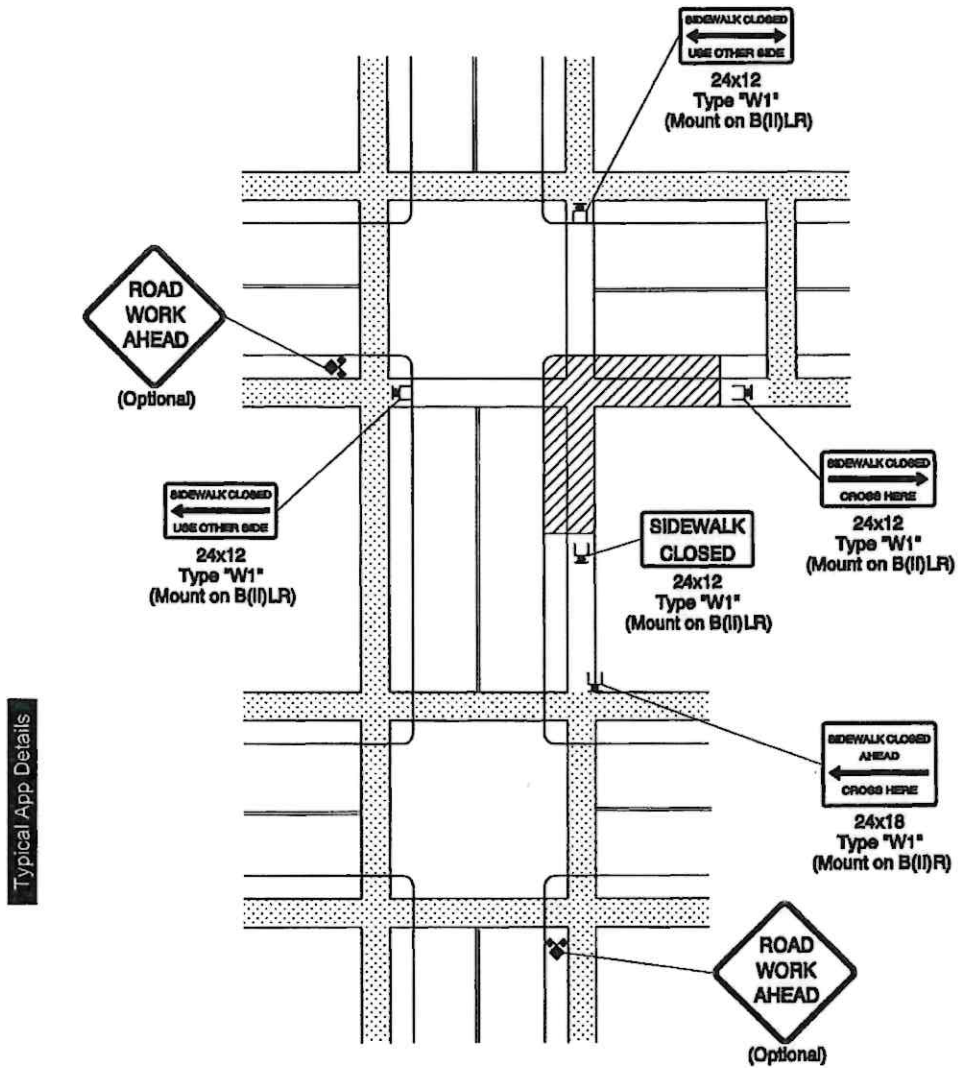 SIDEWALK CLOSED
USE OTHER SIDE
24x12
Type "W1"
(Mount on B(II)LR)
ROAD
WORK
AHEAD
(Optional)
SIDEWALK CLOSED
USE OTHER SIDE
24x12
Type "W1"
(Mount on B(II)LR)
SIDEWALK
CLOSED
24x12
Type "W1"
(Mount on B(II)LR)
SIDEWALK CLOSED
CROSS HERE
24x12
Type "W1"
(Mount on B(II)LR)
SIDEWALK CLOSED
AHEAD
CROSS HERE
24x18
Type "W1"
(Mount on B(II)R)
ROAD
WORK
AHEAD
(Optional)
Typical App Details